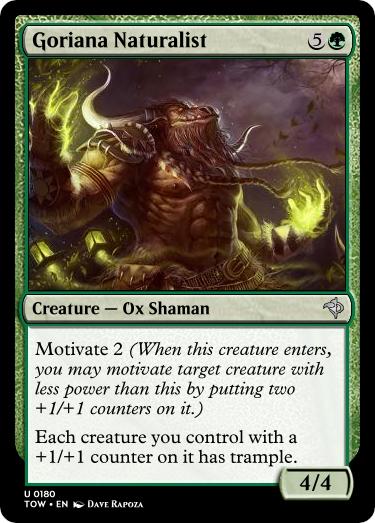 Goriana Naturalist 5
Creature — Ox Shaman
Motivate 2 (When this creature enters,
you may motivate target creature with
less power than this by putting two
+1/+1 counters on it.)
Each creature you control with a
+1/+1 counter on it has trample.
4/4
U 0180
TOW • EN Dave Rapoza